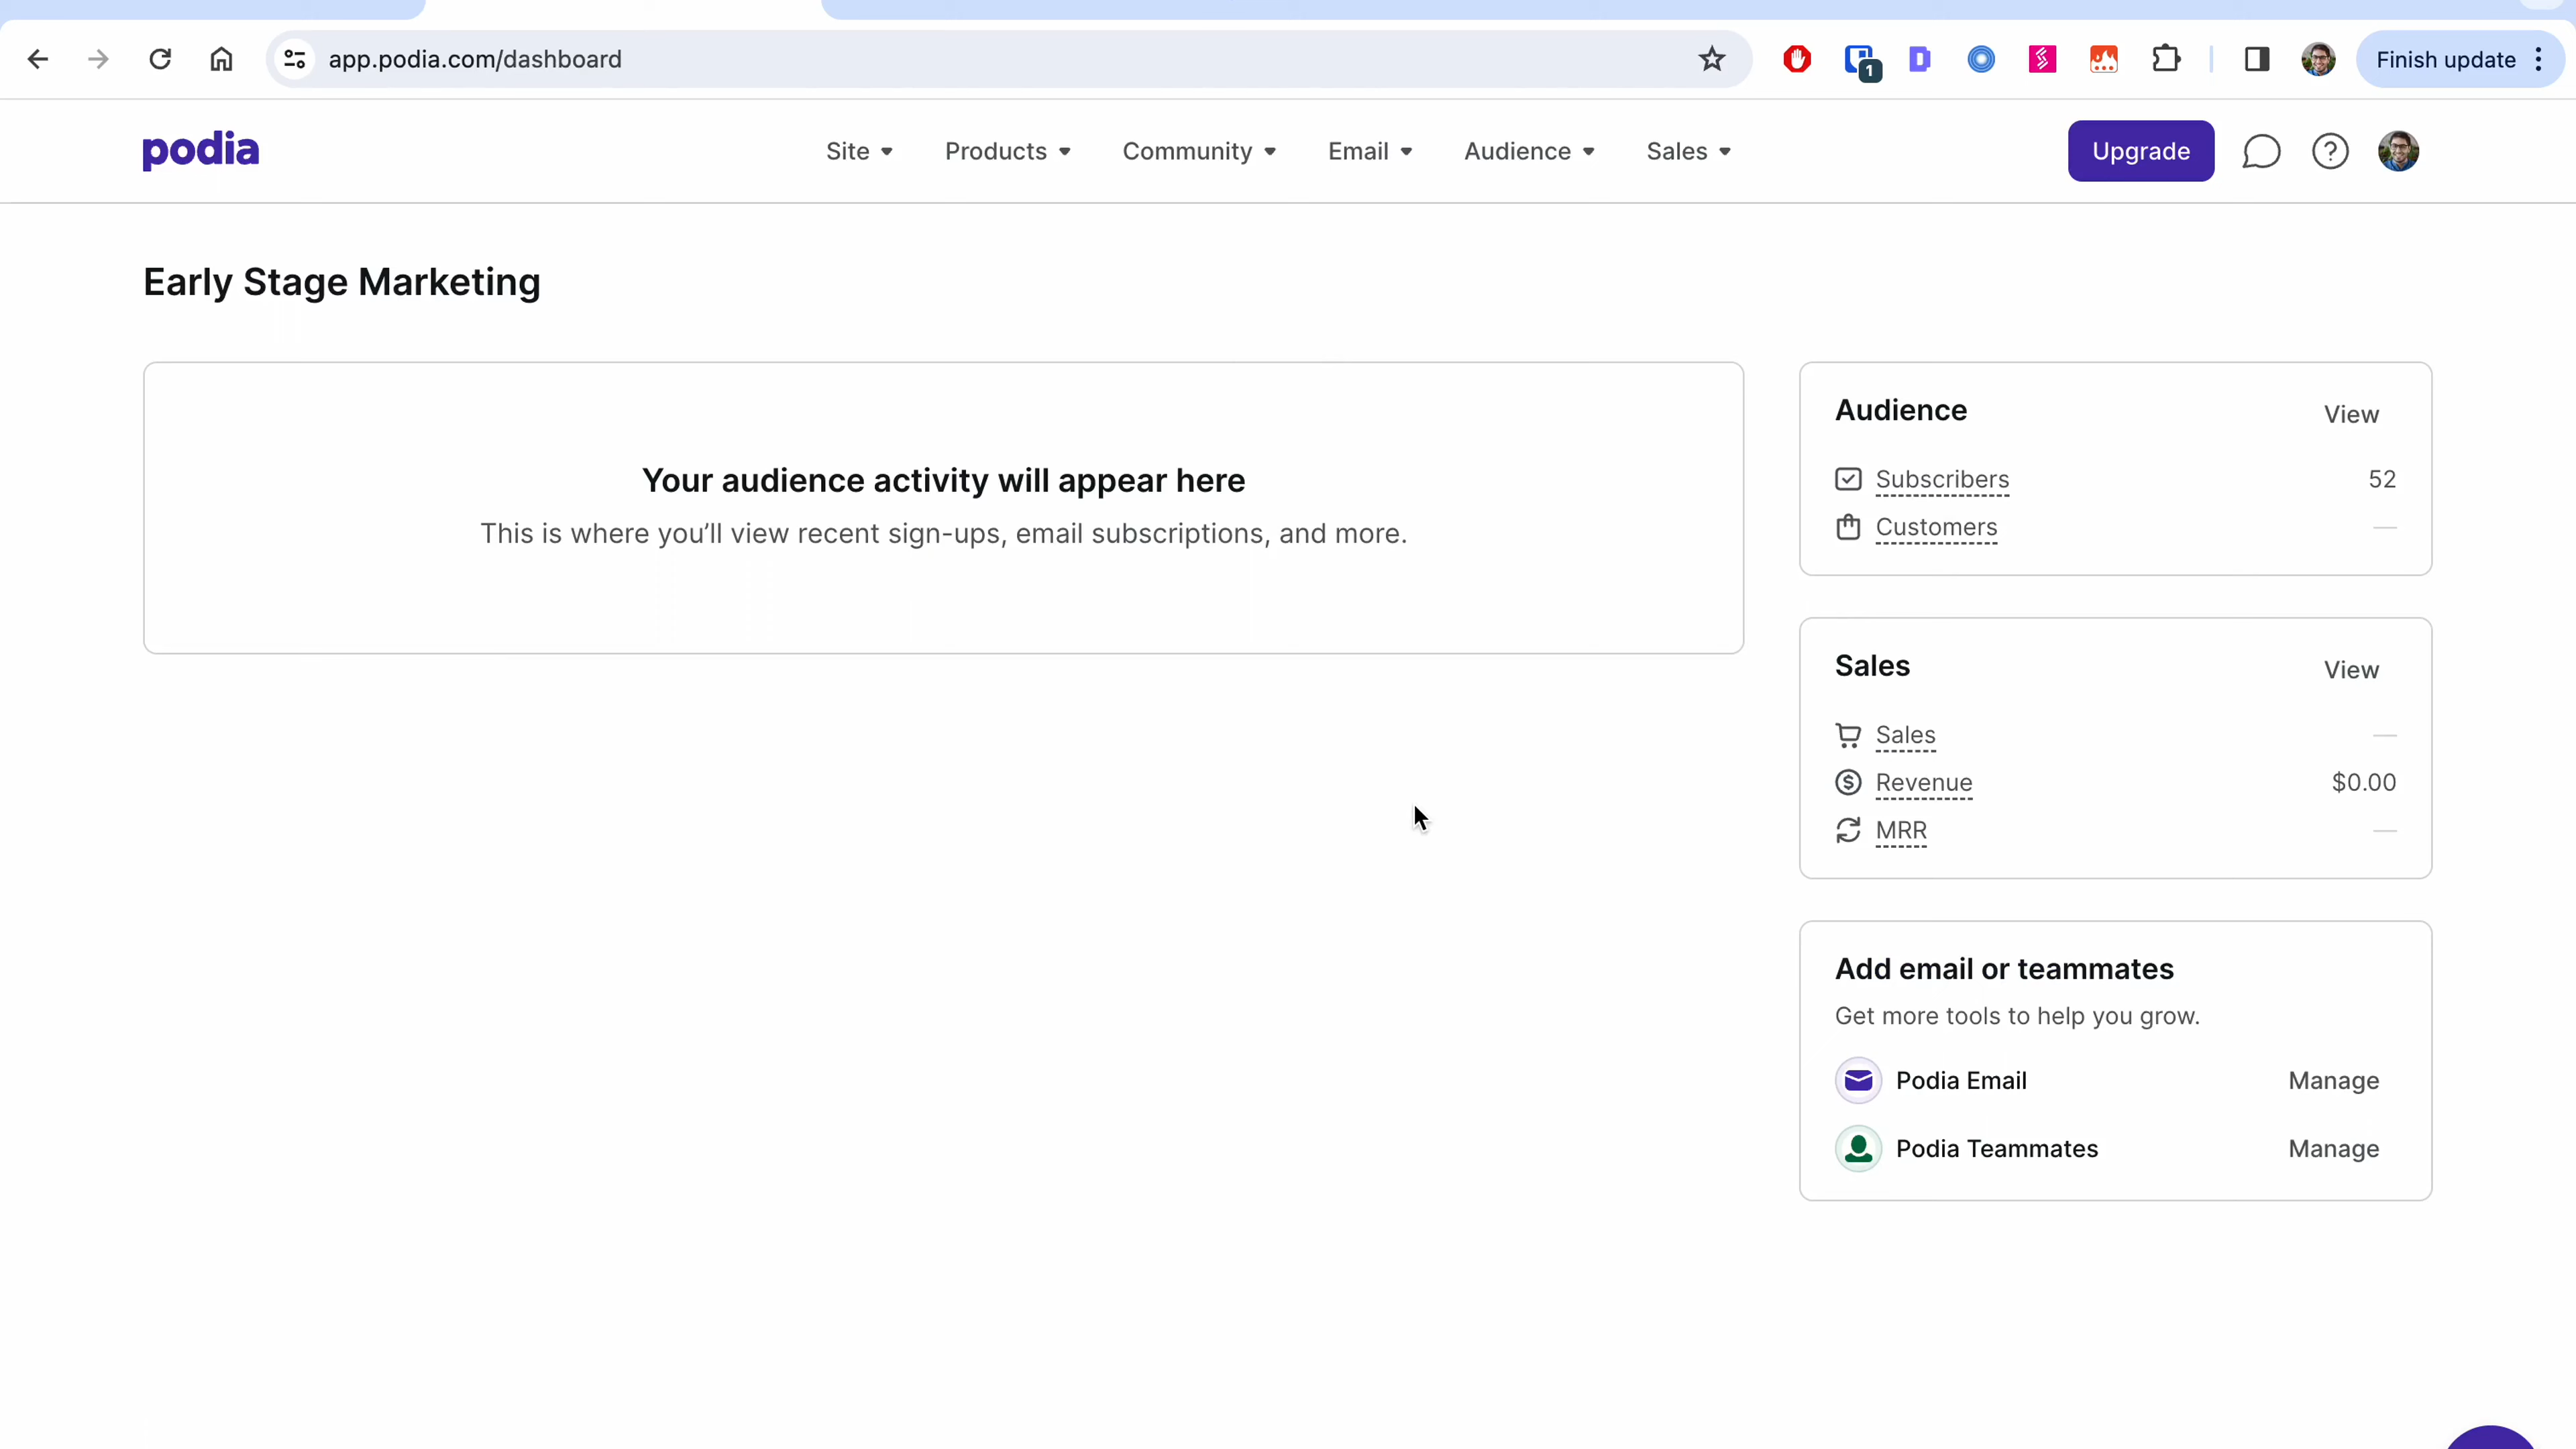 app.podia.com/dashboard
1
D
Finish update
podia
Site
Products
Community
Email
Audience
Sales
Upgrade
?
Early Stage Marketing
Your audience activity will appear here
This is where you’ll view recent sign-ups, email subscriptions, and more.
Audience
View
Subscribers
52
Customers
—
Sales
View
Sales
—
Revenue
$0.00
MRR
—
Add email or teammates
Get more tools to help you grow.
Podia Email
Manage
Podia Teammates
Manage